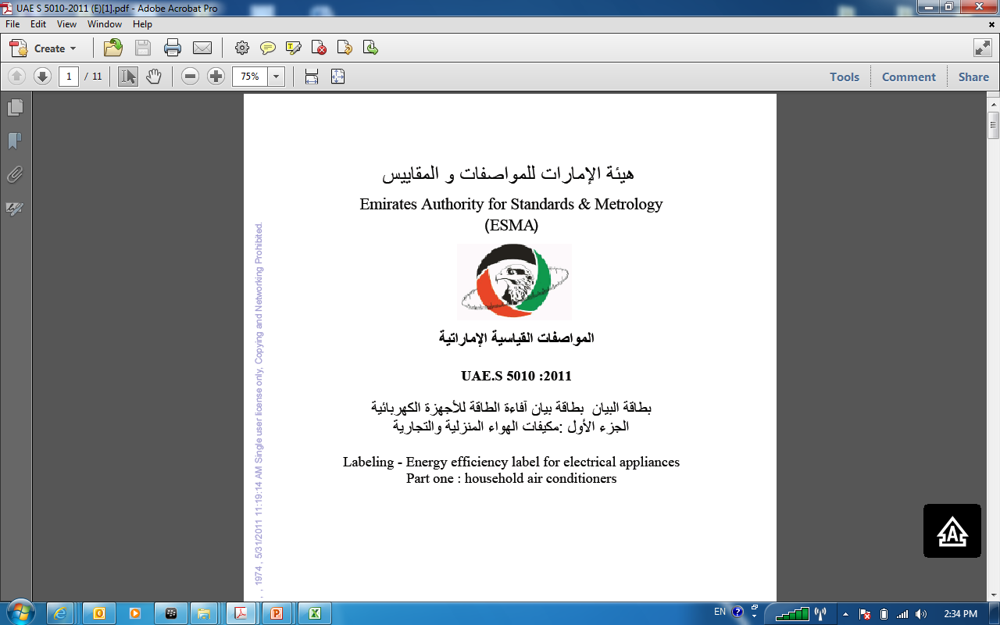 UAE S 5010-2011 (E)[1].pdf - Adobe Acrobat Pro
File Edit View Window Help
Create
1 / 11 75% Tools Comment Share
هيئة الإمارات للمواصفات و المقاييس
Emirates Authority for Standards & Metrology
(ESMA)
المواصفات القياسية الإماراتية
UAE.S 5010 :2011
بطاقة البيان بطاقة بيان آفاءة الطاقة للأجهزة الكهربائية
الجزء الأول :مكيفات الهواء المنزلية والتجارية
Labeling - Energy efficiency label for electrical appliances
Part one : household air conditioners
, , 1974 , 5/31/2011 11:19:14 AM Single user license only, Copying and Networking Prohibited.
A
EN 2:34 PM